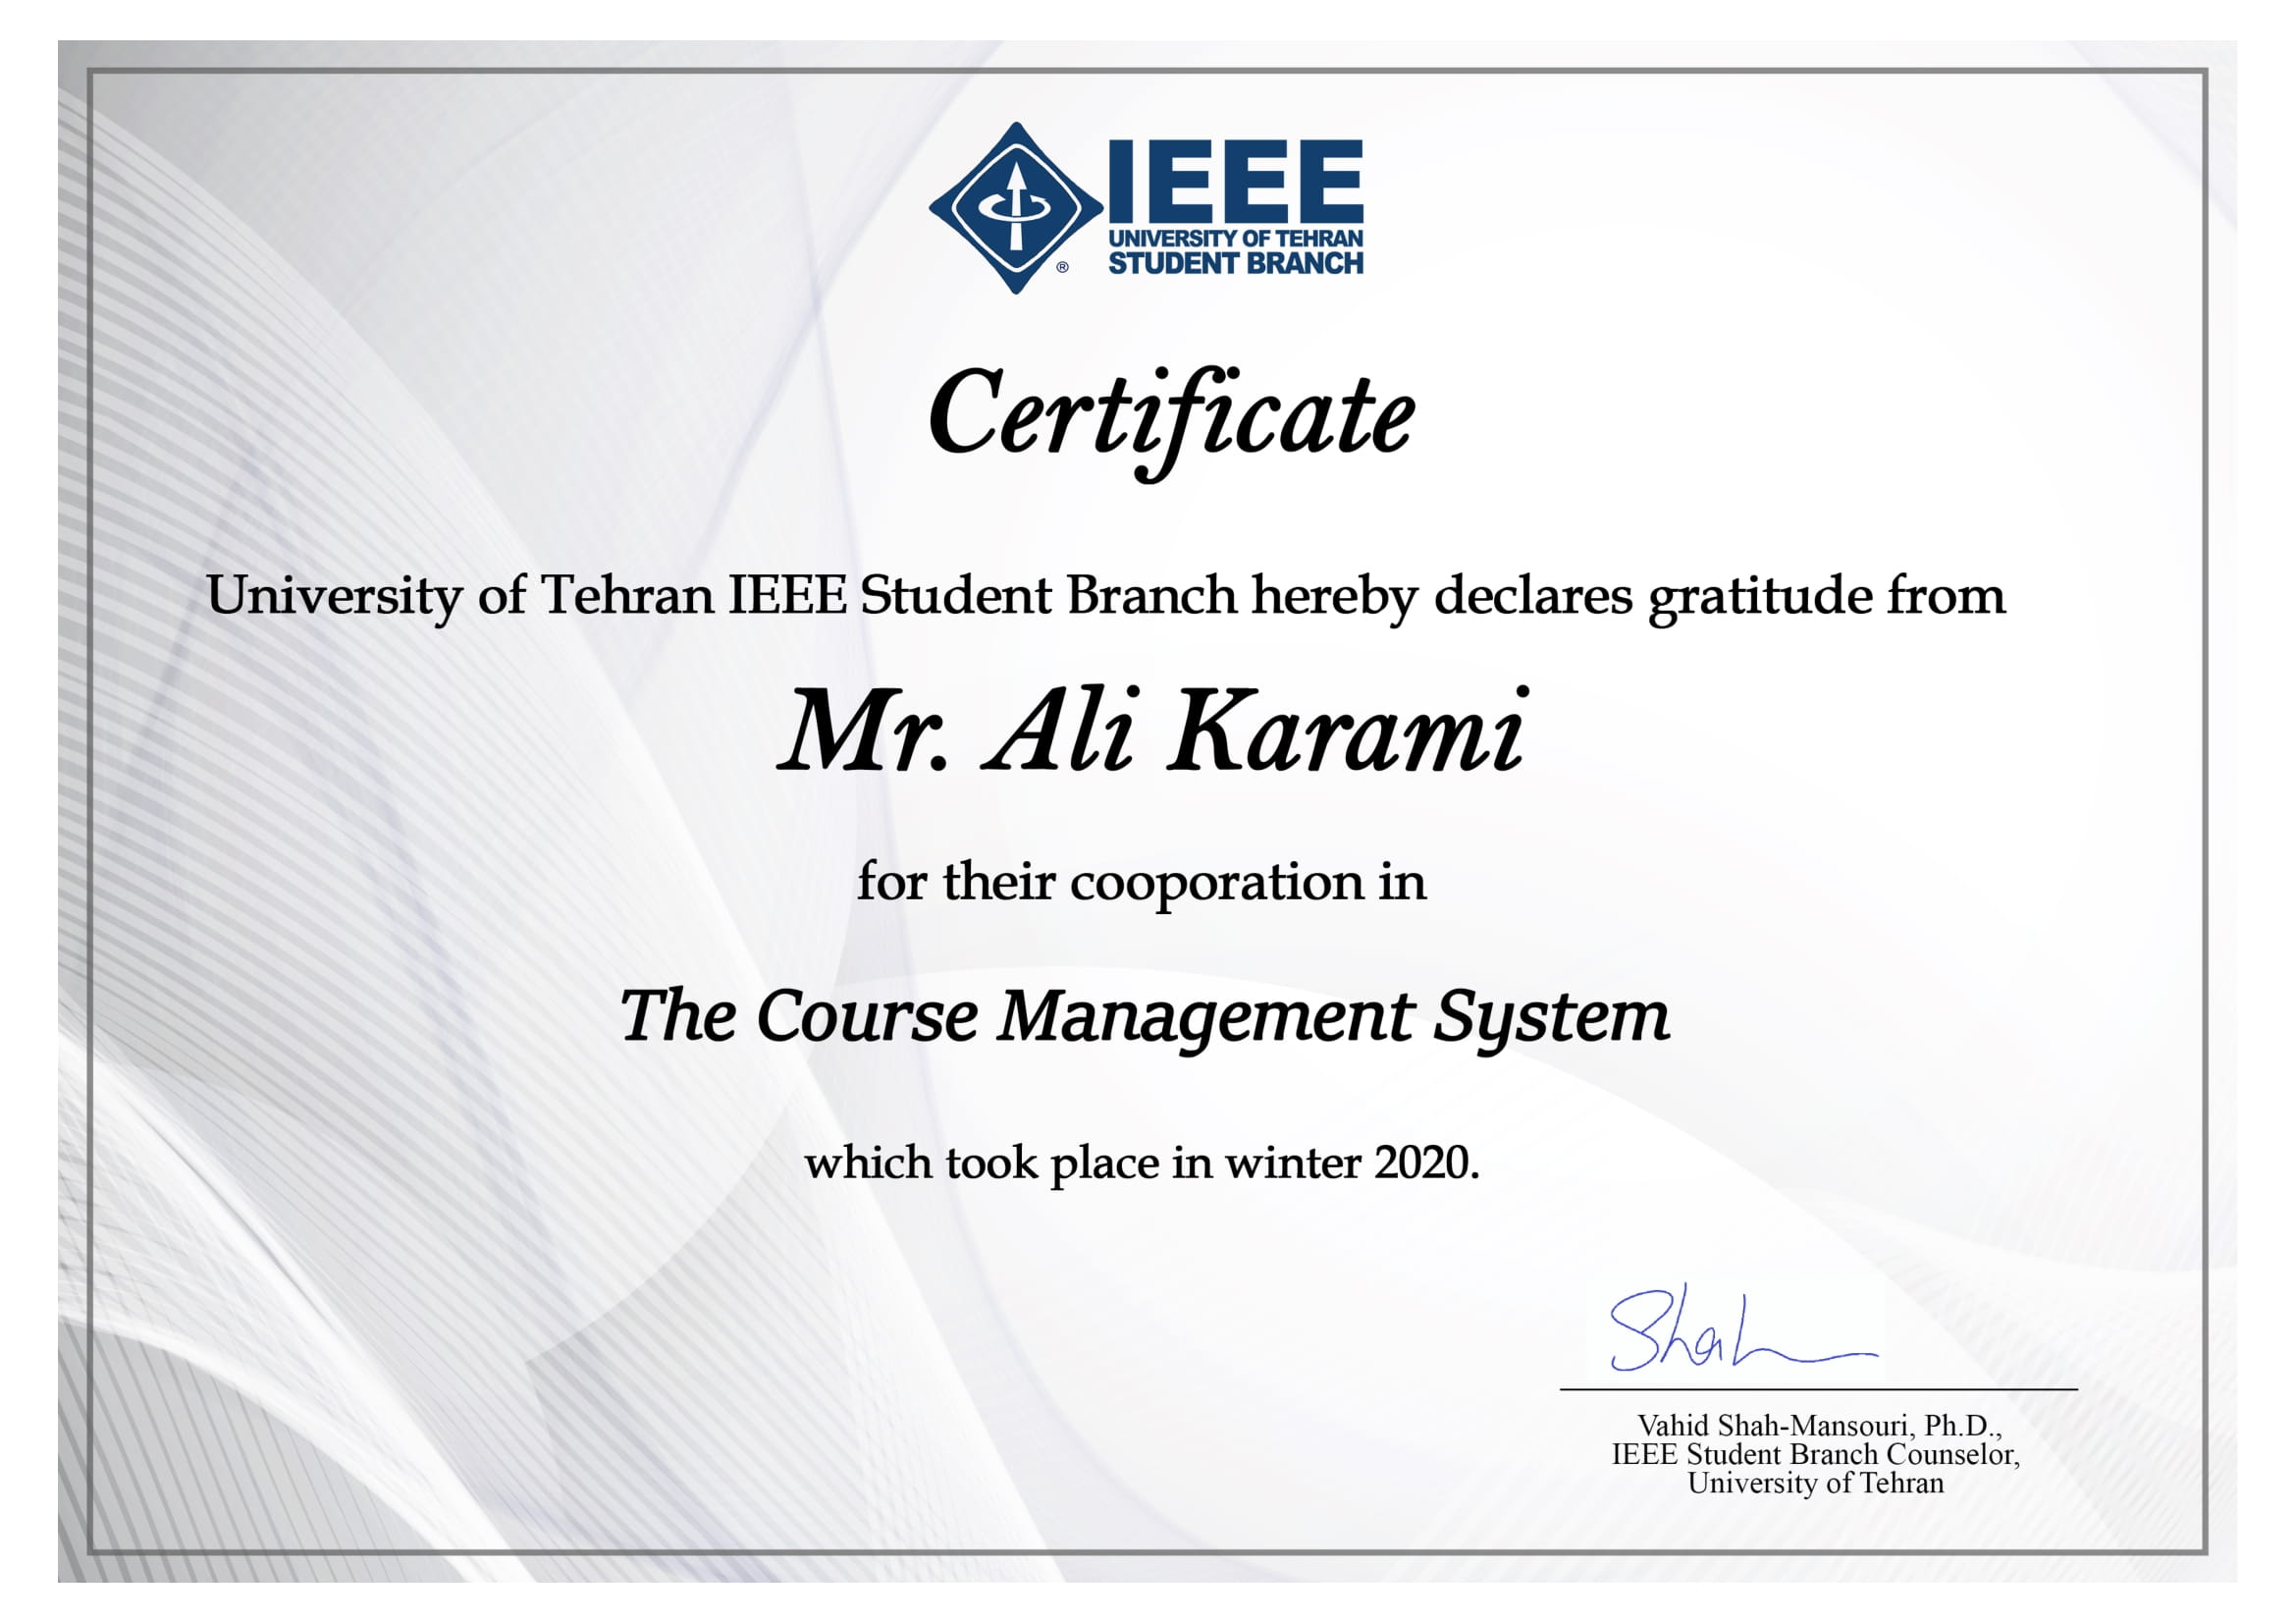 IEEE
UNIVERSITY OF TEHRAN
STUDENT BRANCH
®
Certificate
University of Tehran IEEE Student Branch hereby declares gratitude from
Mr. Ali Karami
for their cooporation in
The Course Management System
which took place in winter 2020.
Shah
Vahid Shah-Mansouri, Ph.D.,
IEEE Student Branch Counselor,
University of Tehran